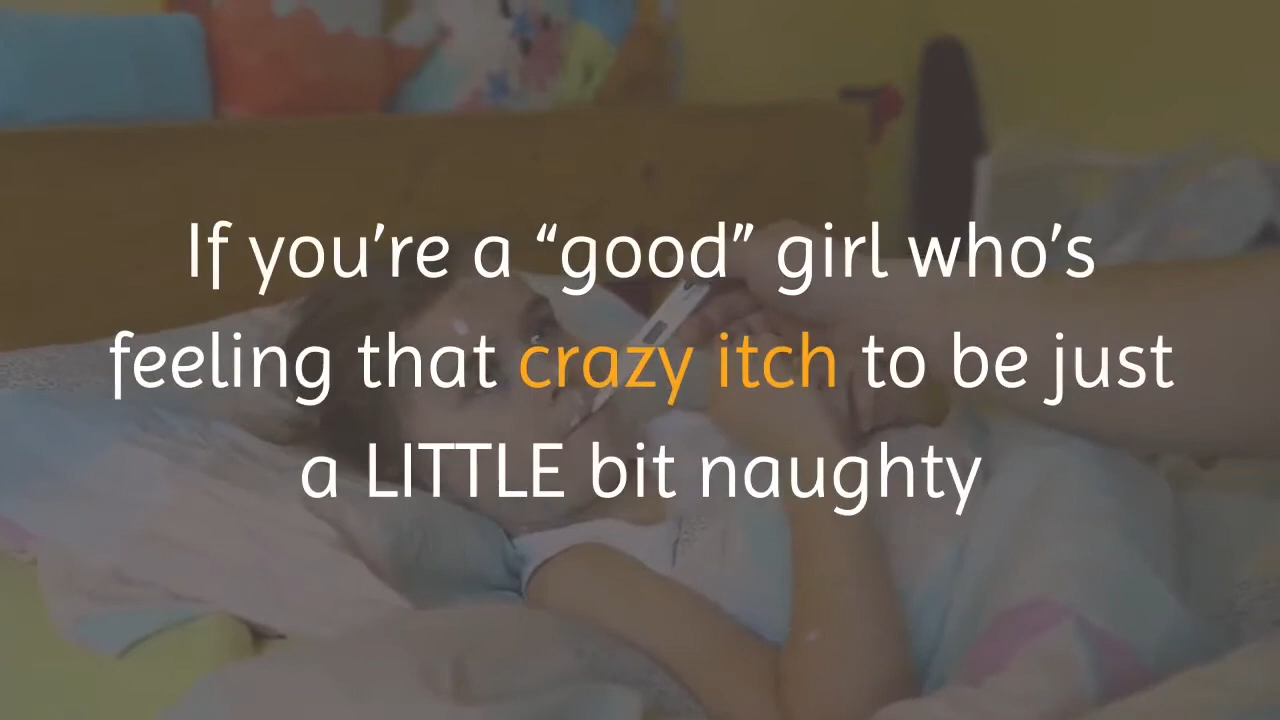 If you’re a “good” girl who’s
feeling that crazy itch to be just
a LITTLE bit naughty